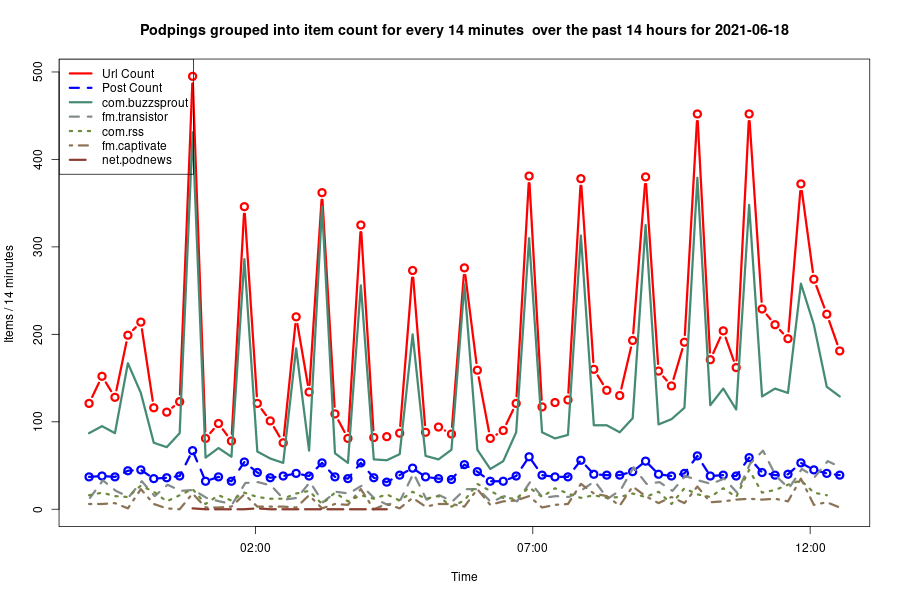 Podpings grouped into item count for every 14 minutes  over the past 14 hours for 2021-06-18
Items / 14 minutes
500
400
300
200
100
0
Url Count
Post Count
com.buzzsprout
fm.transistor
com.rss
fm.captivate
net.podnews
02:00
07:00
12:00
Time